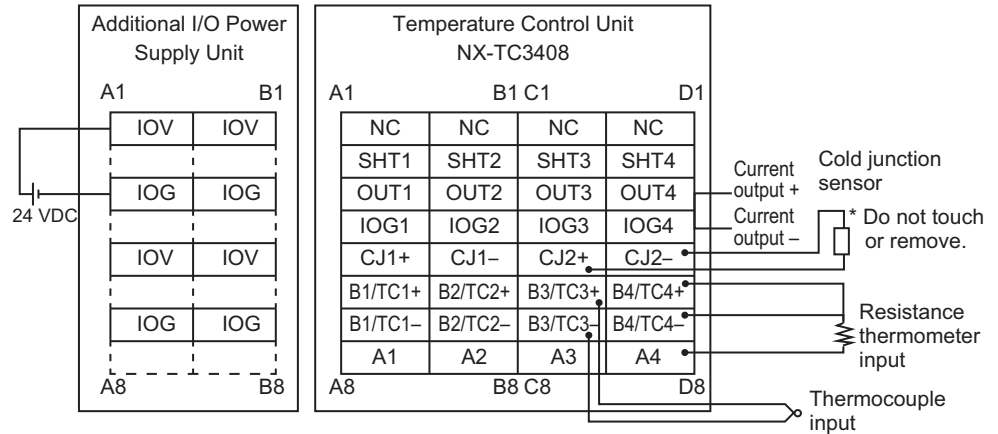 Additional I/O Power
Supply Unit
A1 B1
IOV IOV
IOG IOG
IOV IOV
IOG IOG
A8 B8
24 VDC
Temperature Control Unit
NX-TC3408
A1 B1 C1 D1
NC NC NC NC
SHT1 SHT2 SHT3 SHT4
OUT1 OUT2 OUT3 OUT4
IOG1 IOG2 IOG3 IOG4
CJ1+ CJ1– CJ2+ CJ2–
B1/TC1+ B2/TC2+ B3/TC3+ B4/TC4+
B1/TC1– B2/TC2– B3/TC3– B4/TC4–
A1 A2 A3 A4
A8 B8 C8 D8
Current
output +
Current
output –
Cold junction
sensor
* Do not touch
or remove.
Resistance
thermometer
input
Thermocouple
input